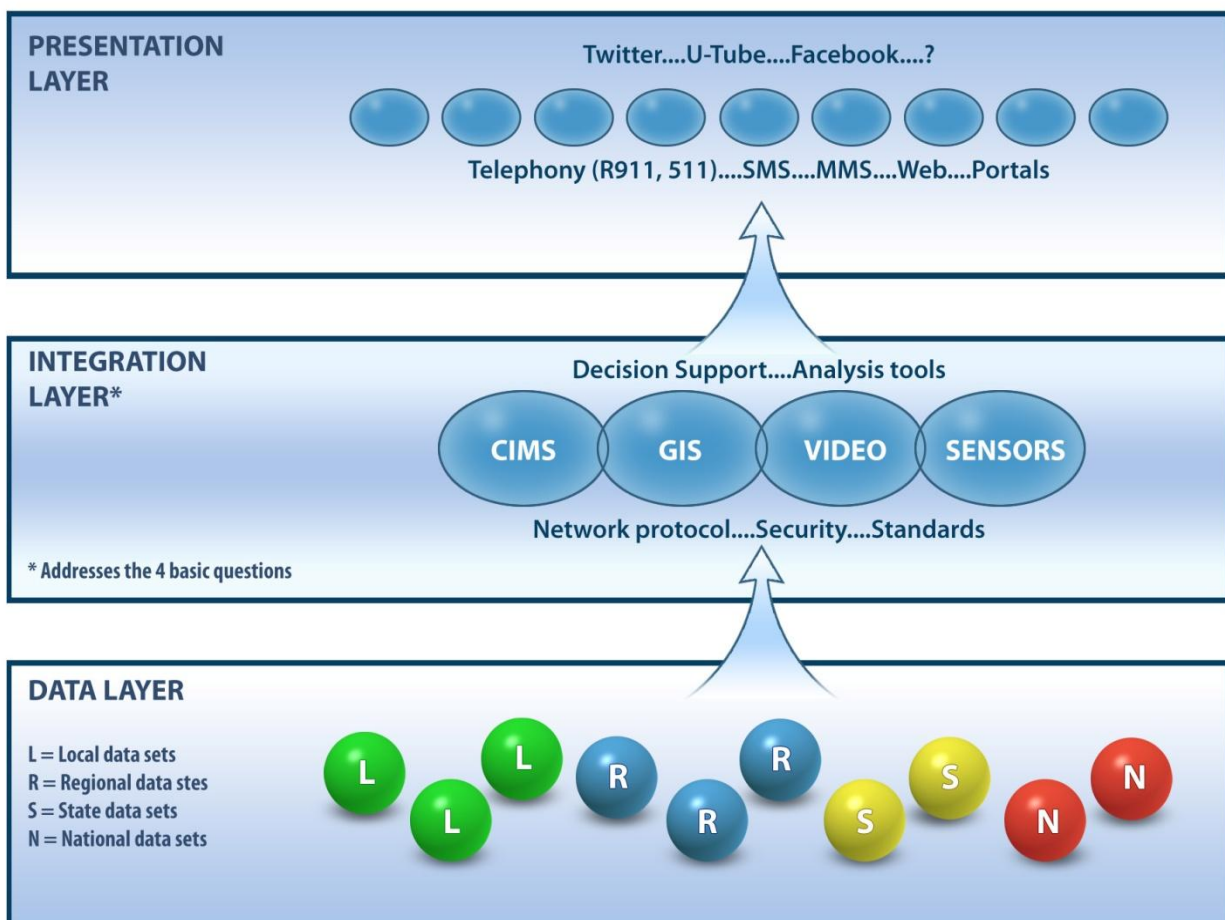 PRESENTATION
LAYER
Twitter....U-Tube....Facebook....?
Telephony (R911, 511)....SMS....MMS....Web....Portals
INTEGRATION
LAYER*
Decision Support....Analysis tools
CIMS GIS VIDEO SENSORS
Network protocol....Security....Standards
* Addresses the 4 basic questions
DATA LAYER
L = Local data sets
R = Regional data stes
S = State data sets
N = National data sets
L L L R R R S S N N